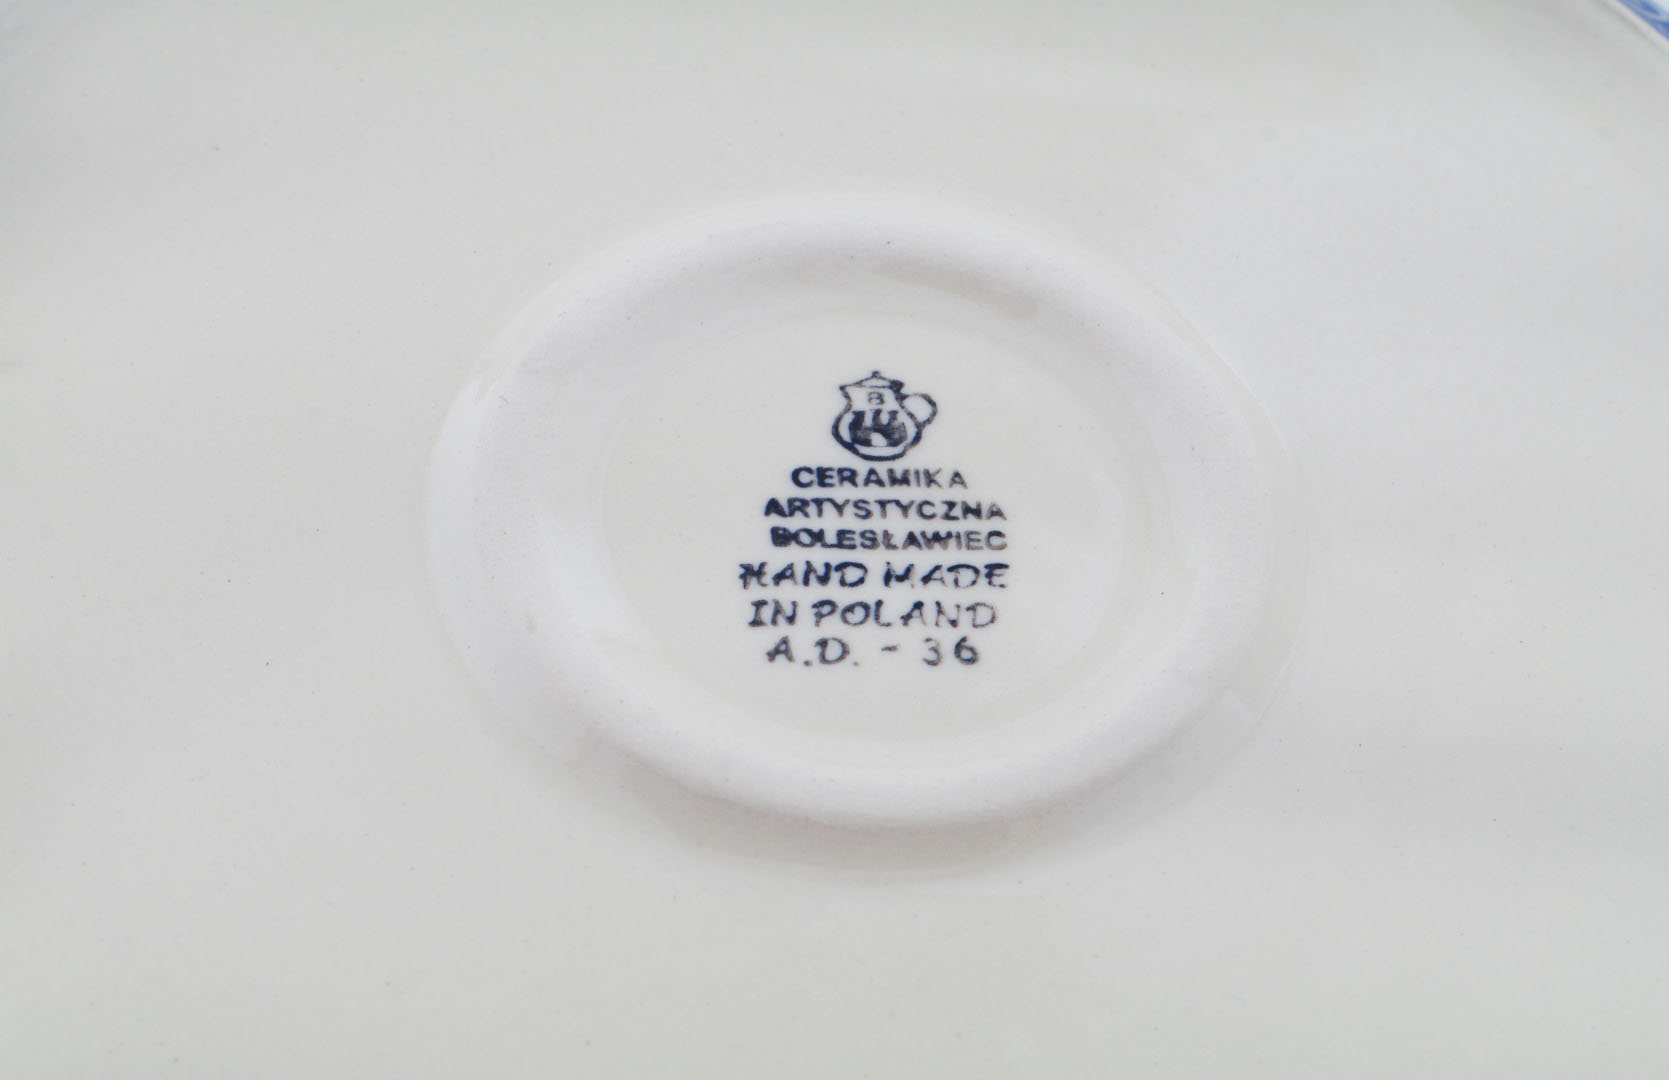 B
CERAMIKA
ARTYSTYCZNA
BOLESŁAWIEC
HAND MADE
IN POLAND
A.D. - 36